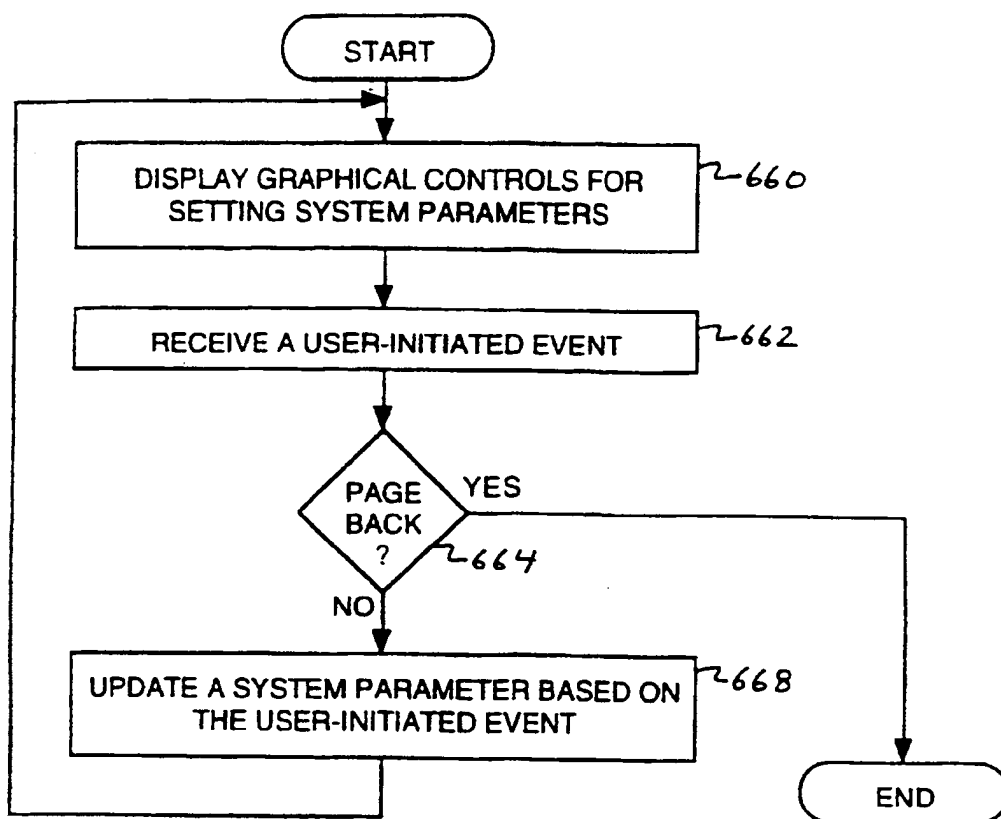 START
DISPLAY GRAPHICAL CONTROLS FOR
SETTING SYSTEM PARAMETERS
660
RECEIVE A USER-INITIATED EVENT
662
PAGE
BACK
?
YES
664
NO
UPDATE A SYSTEM PARAMETER BASED ON
THE USER-INITIATED EVENT
668
END